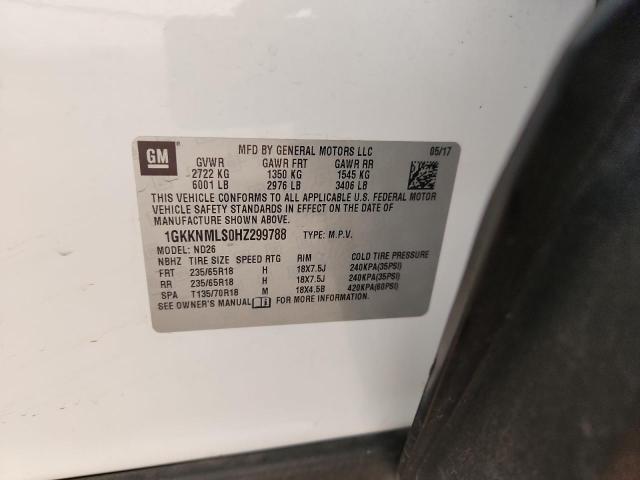 GM
MFD BY GENERAL MOTORS LLC 05/17
GVWR GAWR FRT GAWR RR
2722 KG 1350 KG 1545 KG
6001 LB 2976 LB 3406 LB
THIS VEHICLE CONFORMS TO ALL APPLICABLE U.S. FEDERAL MOTOR
VEHICLE SAFETY STANDARDS IN EFFECT ON THE DATE OF
MANUFACTURE SHOWN ABOVE.
1GKKNMLS0HZ299788 TYPE: M.P.V.
MODEL: ND26
NBHZ TIRE SIZE SPEED RTG RIM COLD TIRE PRESSURE
FRT 235/65R18 H 18X7.5J 240KPA(35PSI)
RR 235/65R18 H 18X7.5J 240KPA(35PSI)
SPA T135/70R18 M 18X4.5B 420KPA(60PSI)
SEE OWNER'S MANUAL FOR MORE INFORMATION.